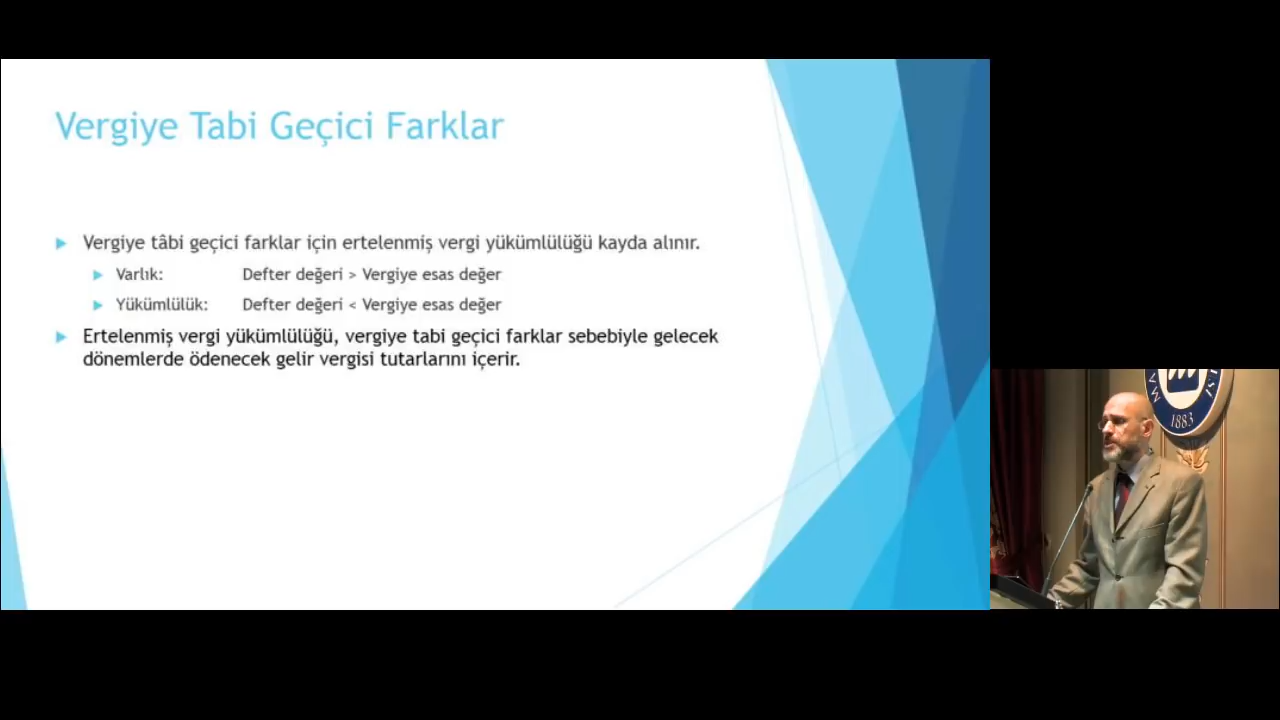 Vergiye Tabi Geçici Farklar
Vergiye tâbi geçici farklar için ertelenmiş vergi yükümlülüğü kayda alınır.
Varlık: Defter değeri > Vergiye esas değer
Yükümlülük: Defter değeri < Vergiye esas değer
Ertelenmiş vergi yükümlülüğü, vergiye tabi geçici farklar sebebiyle gelecek
dönemlerde ödenecek gelir vergisi tutarlarını içerir.
1883